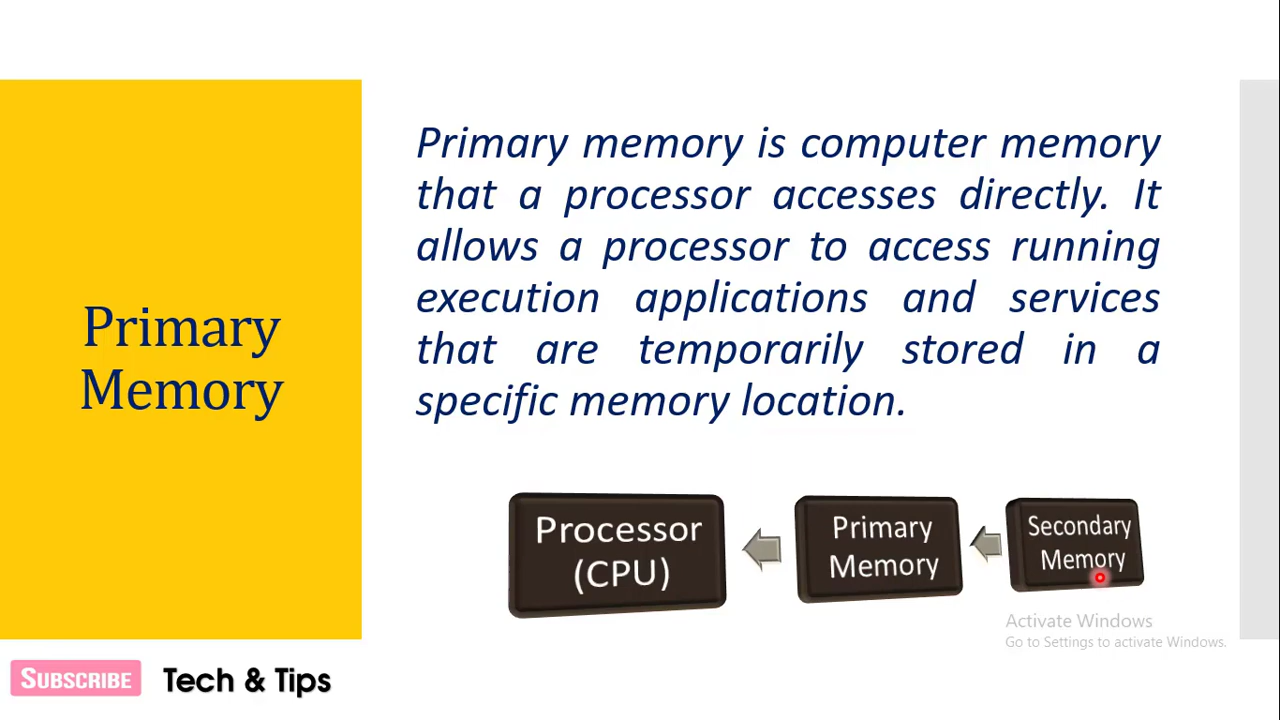 Primary
Memory
Primary memory is computer memory
that a processor accesses directly. It
allows a processor to access running
execution applications and services
that are temporarily stored in a
specific memory location.
Processor
(CPU)
Primary
Memory
Secondary
Memory
Activate Windows
Go to Settings to activate Windows.
SUBSCRIBE
Tech & Tips